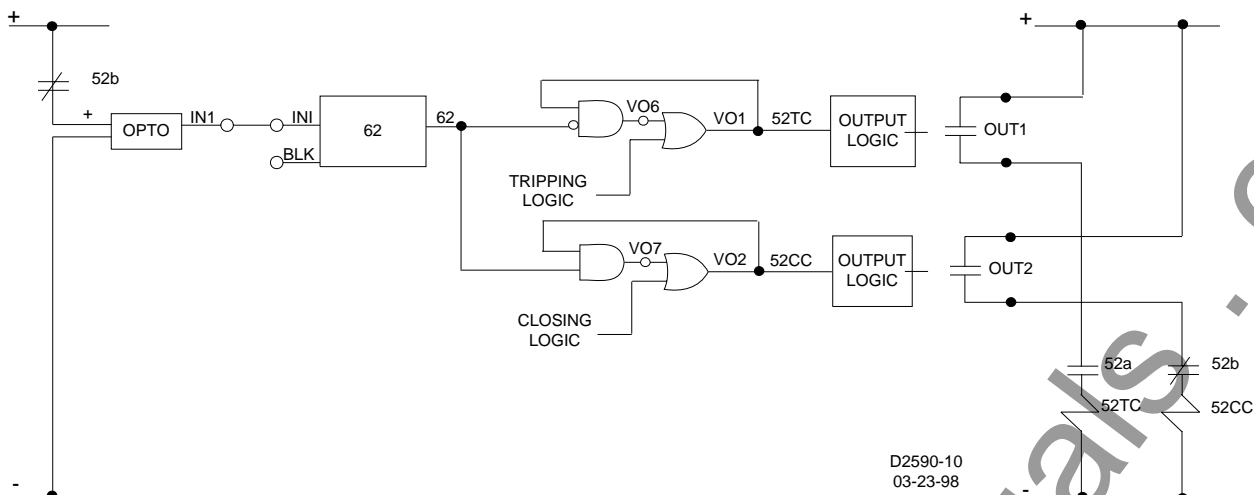 +
52b
+
OPTO
IN1
INI
BLK
62
62
VO6
VO1
52TC
OUTPUT
LOGIC
OUT1
TRIPPING
LOGIC
VO7
VO2
52CC
OUTPUT
LOGIC
OUT2
CLOSING
LOGIC
+
52a
52b
52TC
52CC
D2590-10
03-23-98
-
-
als .